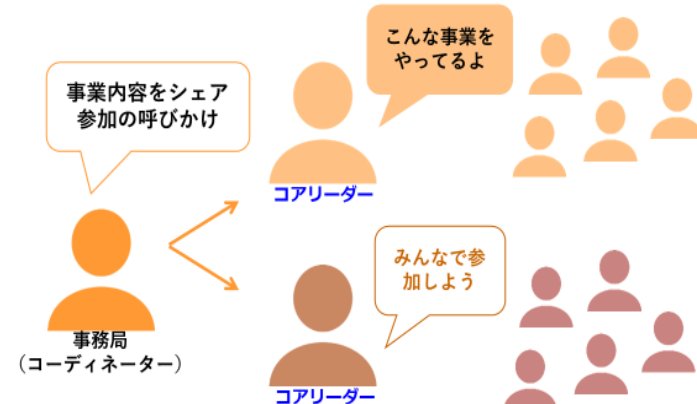 こんな事業を
やってるよ
事業内容をシェア
参加の呼びかけ
コアリーダー
みんなで参
加しよう
事務局
（コーディネーター）
コアリーダー